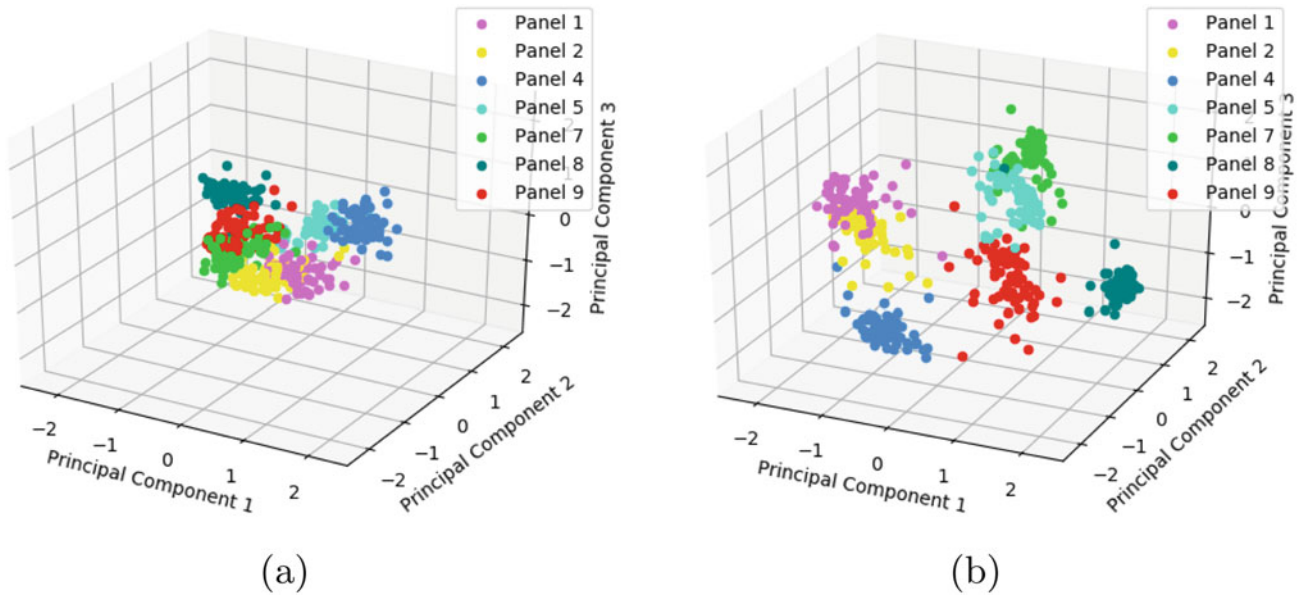 Panel 1
Panel 2
Panel 4
Panel 5
Panel 7
Panel 8
Panel 9
2
1
0
−1
−2
Principal Component 3
2
1
0
−1
−2
Principal Component 2
−2
−1
0
1
2
Principal Component 1
(a)
Panel 1
Panel 2
Panel 4
Panel 5
Panel 7
Panel 8
Panel 9
2
0
−1
−2
Principal Component 3
2
1
0
−1
−2
Principal Component 2
−2
−1
0
1
2
Principal Component 1
(b)